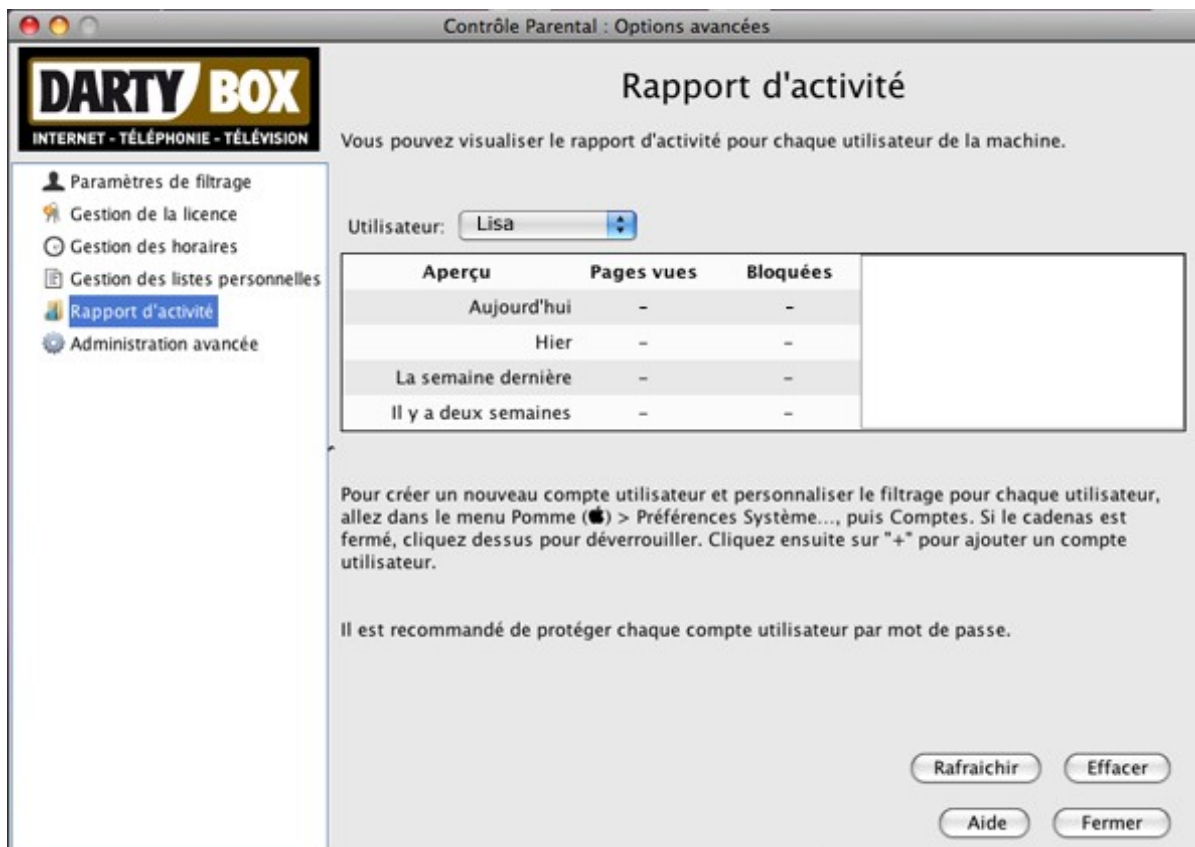 Contrôle Parental : Options avancées
DARTY BOX
INTERNET - TÉLÉPHONIE - TÉLÉVISION
Paramètres de filtrage
Gestion de la licence
Gestion des horaires
Gestion des listes personnelles
Rapport d'activité
Administration avancée
Rapport d'activité
Vous pouvez visualiser le rapport d'activité pour chaque utilisateur de la machine.
Utilisateur: Lisa
Aperçu Pages vues Bloquées
Aujourd'hui - -
Hier - -
La semaine dernière - -
Il y a deux semaines - -
Pour créer un nouveau compte utilisateur et personnaliser le filtrage pour chaque utilisateur,
allez dans le menu Pomme () > Préférences Système..., puis Comptes. Si le cadenas est
fermé, cliquez dessus pour déverrouiller. Cliquez ensuite sur "+" pour ajouter un compte
utilisateur.
Il est recommandé de protéger chaque compte utilisateur par mot de passe.
Rafraichir Effacer
Aide Fermer